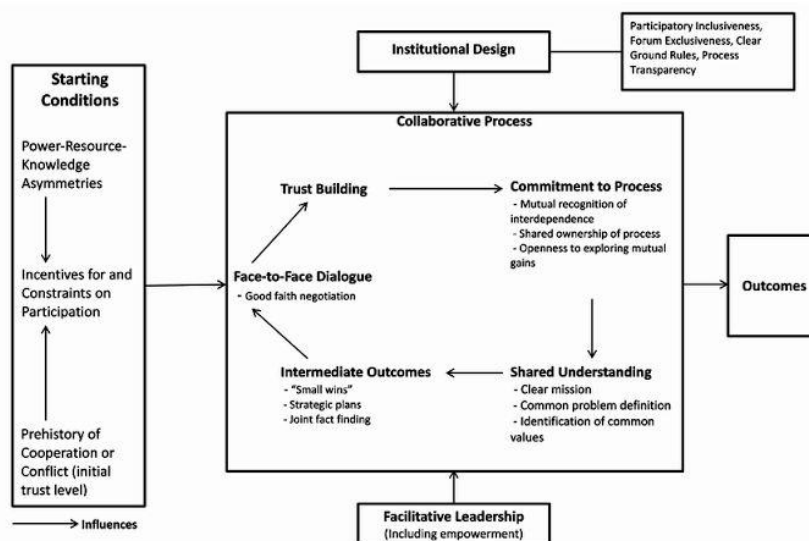 Participatory Inclusiveness,
Forum Exclusiveness, Clear
Ground Rules, Process
Transparency
Institutional Design
Starting
Conditions
Power-Resource-
Knowledge
Asymmetries
Incentives for and
Constraints on
Participation
Prehistory of
Cooperation or
Conflict (initial
trust level)
Collaborative Process
Trust Building
Commitment to Process
- Mutual recognition of
interdependence
- Shared ownership of process
- Openness to exploring mutual
gains
Face-to-Face Dialogue
- Good faith negotiation
Intermediate Outcomes
- "Small wins"
- Strategic plans
- Joint fact finding
Shared Understanding
- Clear mission
- Common problem definition
- Identification of common
values
Outcomes
Influences
Facilitative Leadership
(Including empowerment)